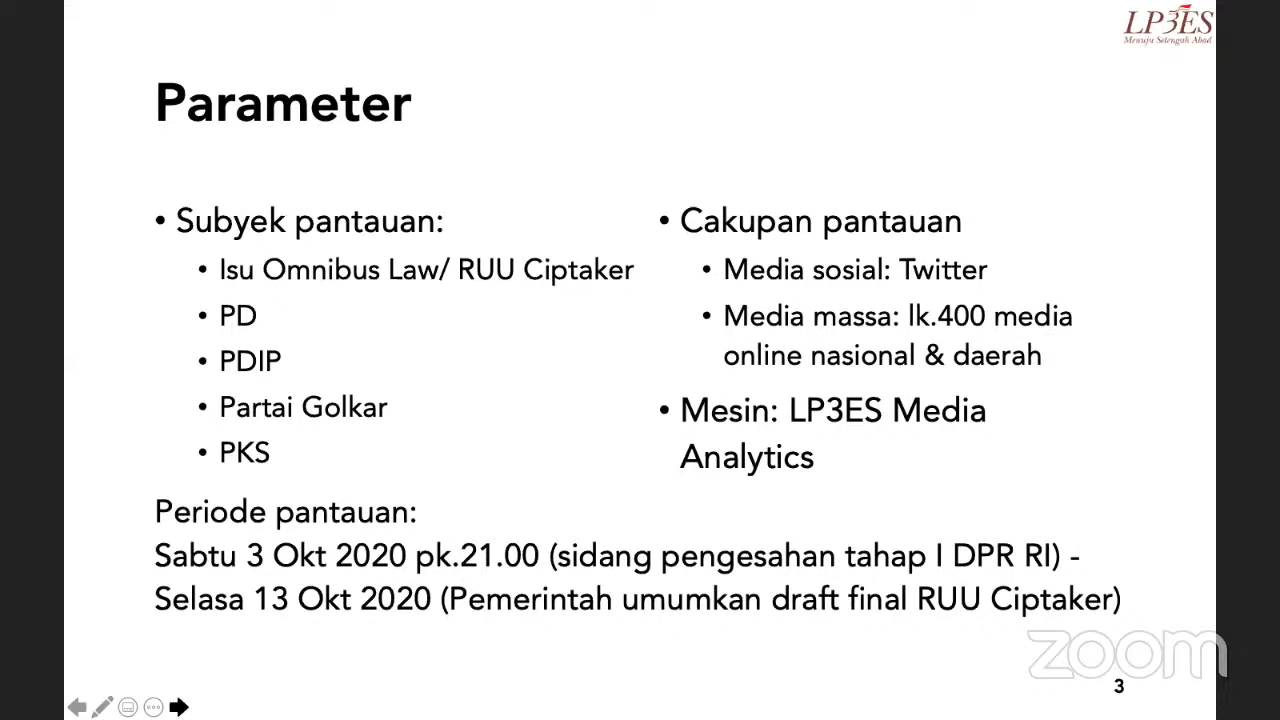 LP3ES
Menuju Setengah Abad
Parameter
• Subyek pantauan:
• Isu Omnibus Law/ RUU Ciptaker
• PD
• PDIP
• Partai Golkar
• PKS
• Cakupan pantauan
• Media sosial: Twitter
• Media massa: lk.400 media
online nasional & daerah
• Mesin: LP3ES Media
Analytics
Periode pantauan:
Sabtu 3 Okt 2020 pk.21.00 (sidang pengesahan tahap I DPR RI) -
Selasa 13 Okt 2020 (Pemerintah umumkan draft final RUU Ciptaker)
zoom
3